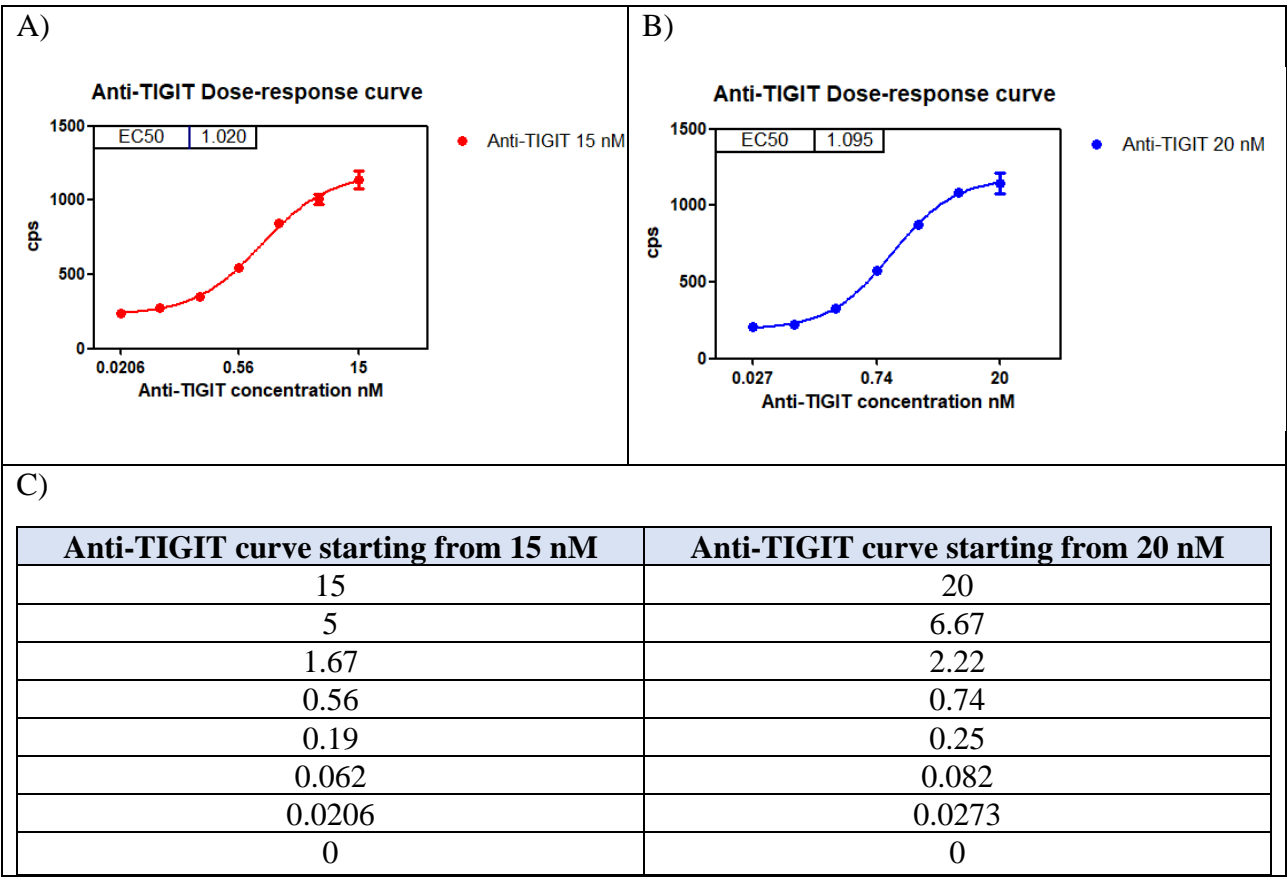 A)
Anti-TIGIT Dose-response curve
EC50 1.020
Anti-TIGIT 15 nM
1500
1000
500
0
cps
0.0206 0.56 15
Anti-TIGIT concentration nM
B)
Anti-TIGIT Dose-response curve
EC50 1.095
Anti-TIGIT 20 nM
1500
1000
500
0
cps
0.027 0.74 20
Anti-TIGIT concentration nM
C)
Anti-TIGIT curve starting from 15 nM Anti-TIGIT curve starting from 20 nM
15 20
5 6.67
1.67 2.22
0.56 0.74
0.19 0.25
0.062 0.082
0.0206 0.0273
0 0